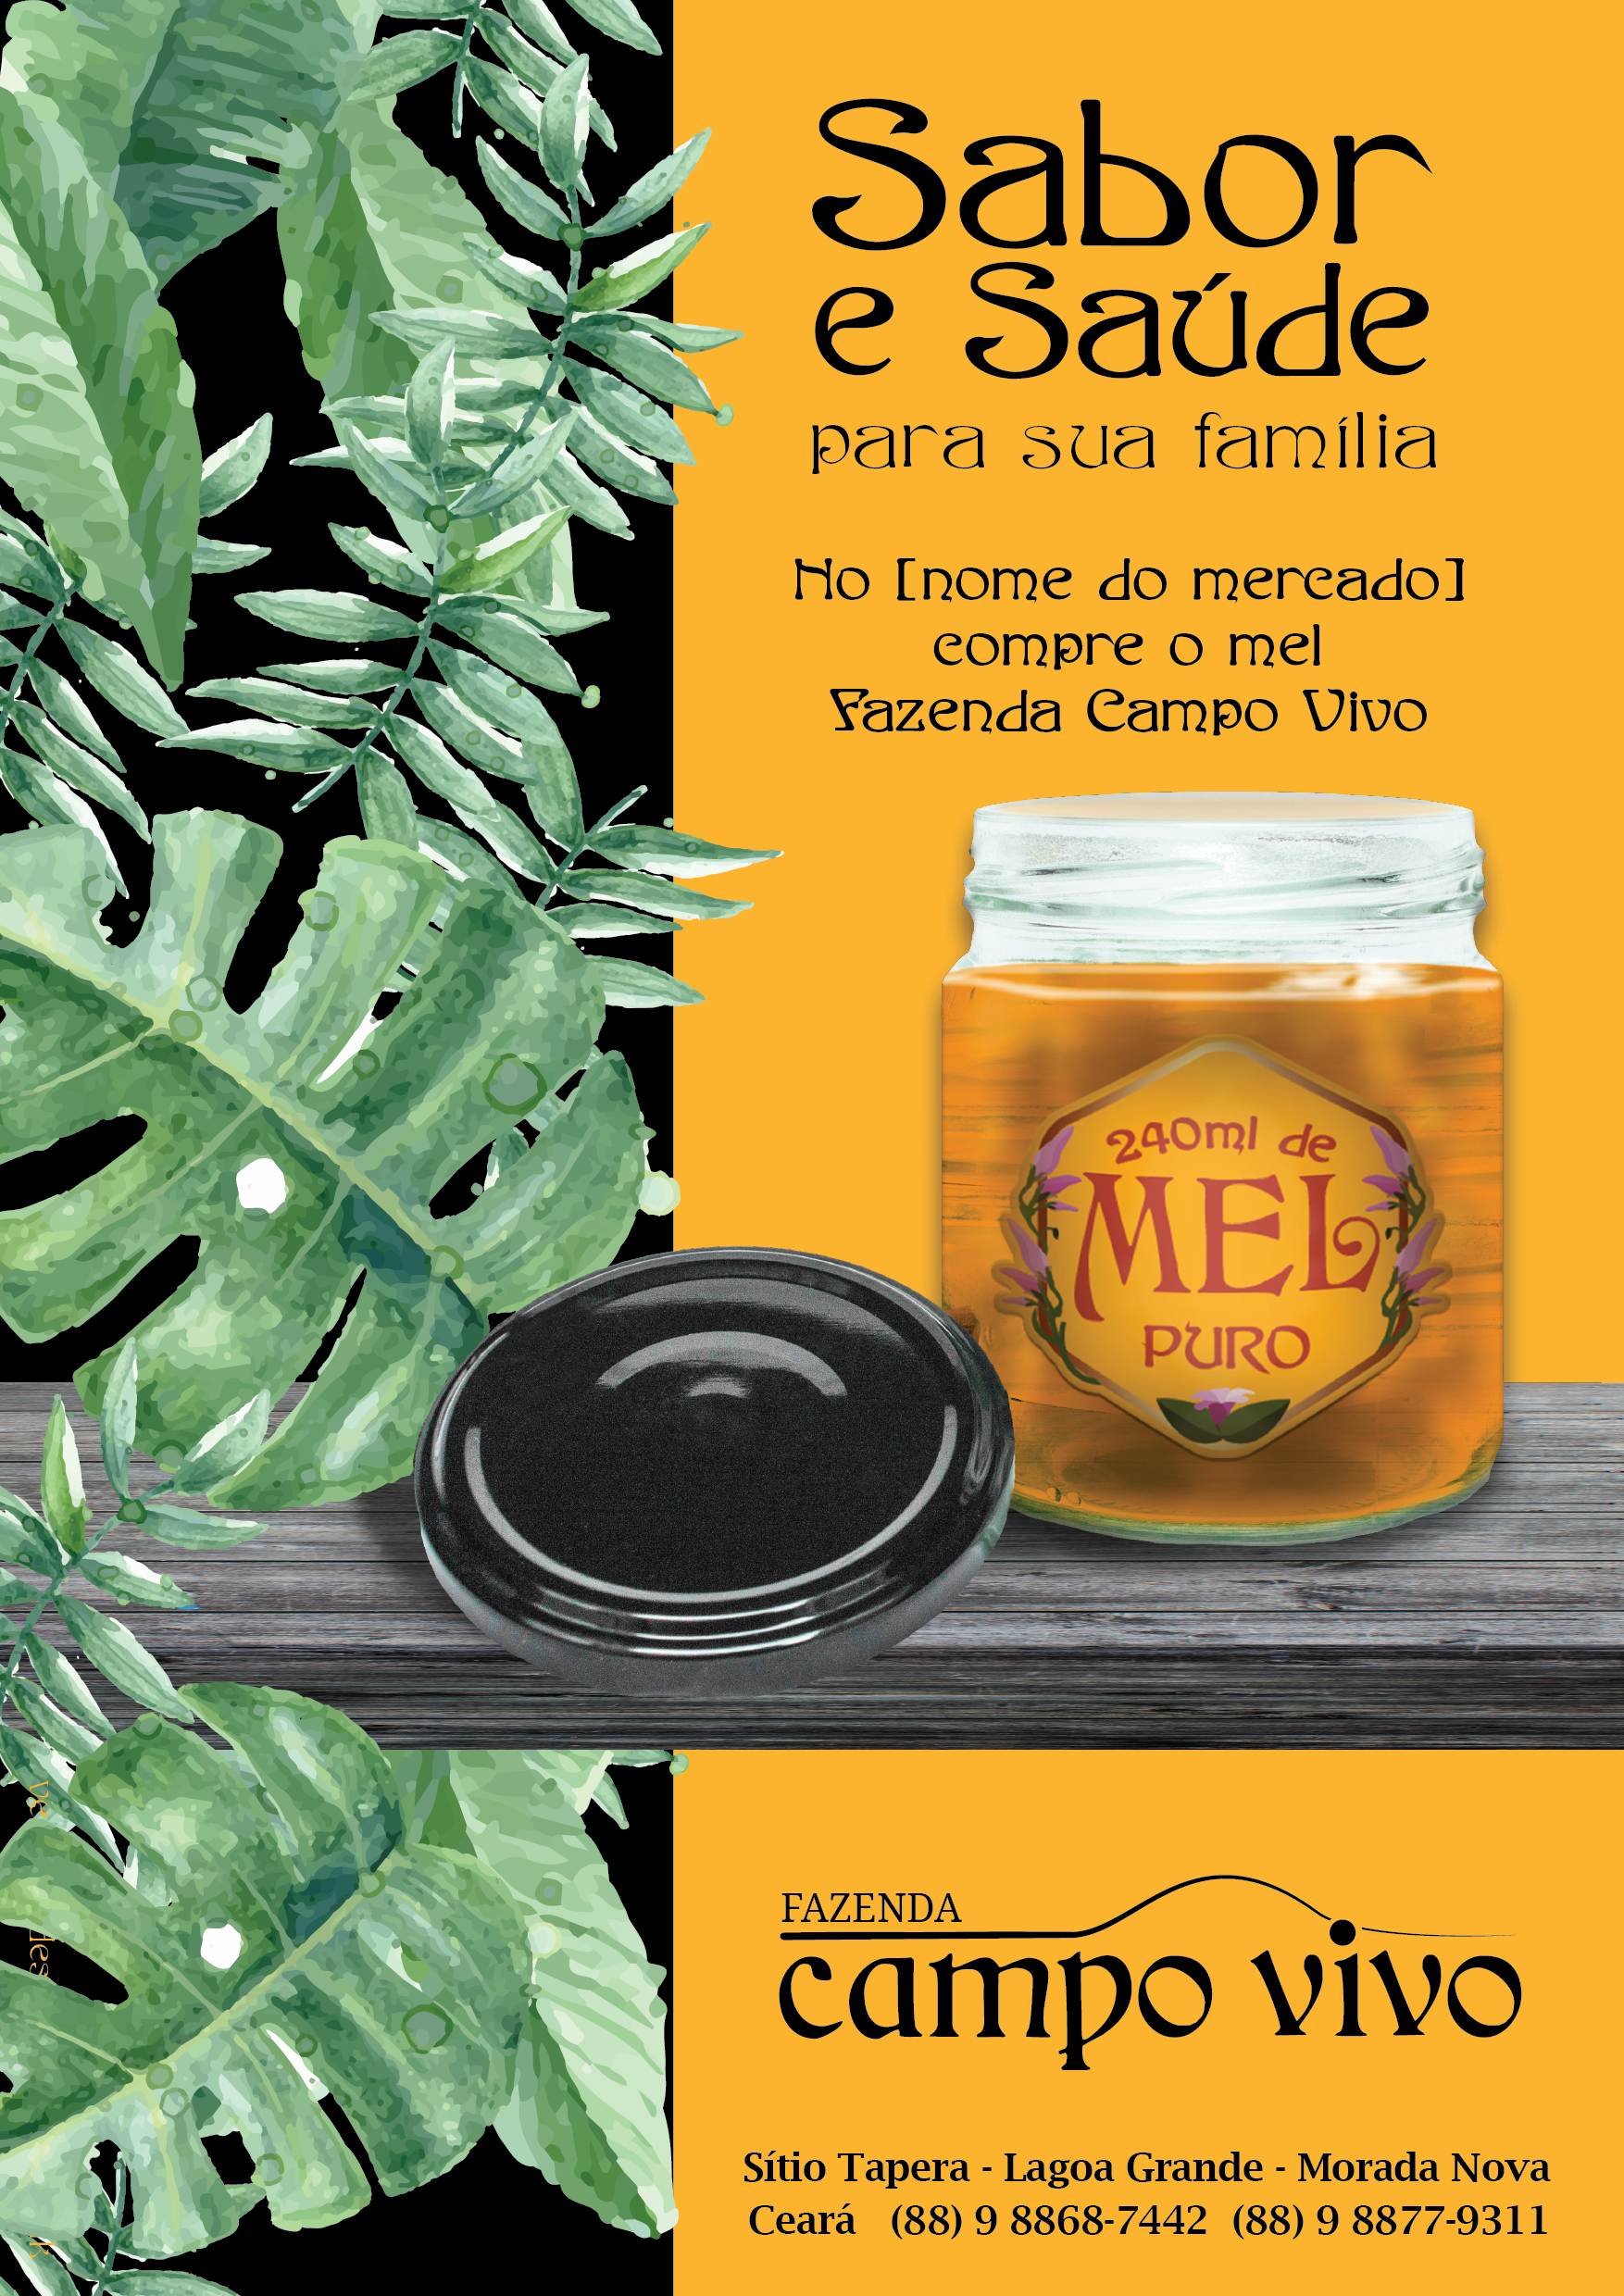 Sabor
e Saúde
para sua família
No [nome do mercado]
compre o mel
Fazenda Campo Vivo
240ml de
MEL
PURO
FAZENDA
campo vivo
Sítio Tapera - Lagoa Grande - Morada Nova
Ceará (88) 9 8868-7442 (88) 9 8877-9311